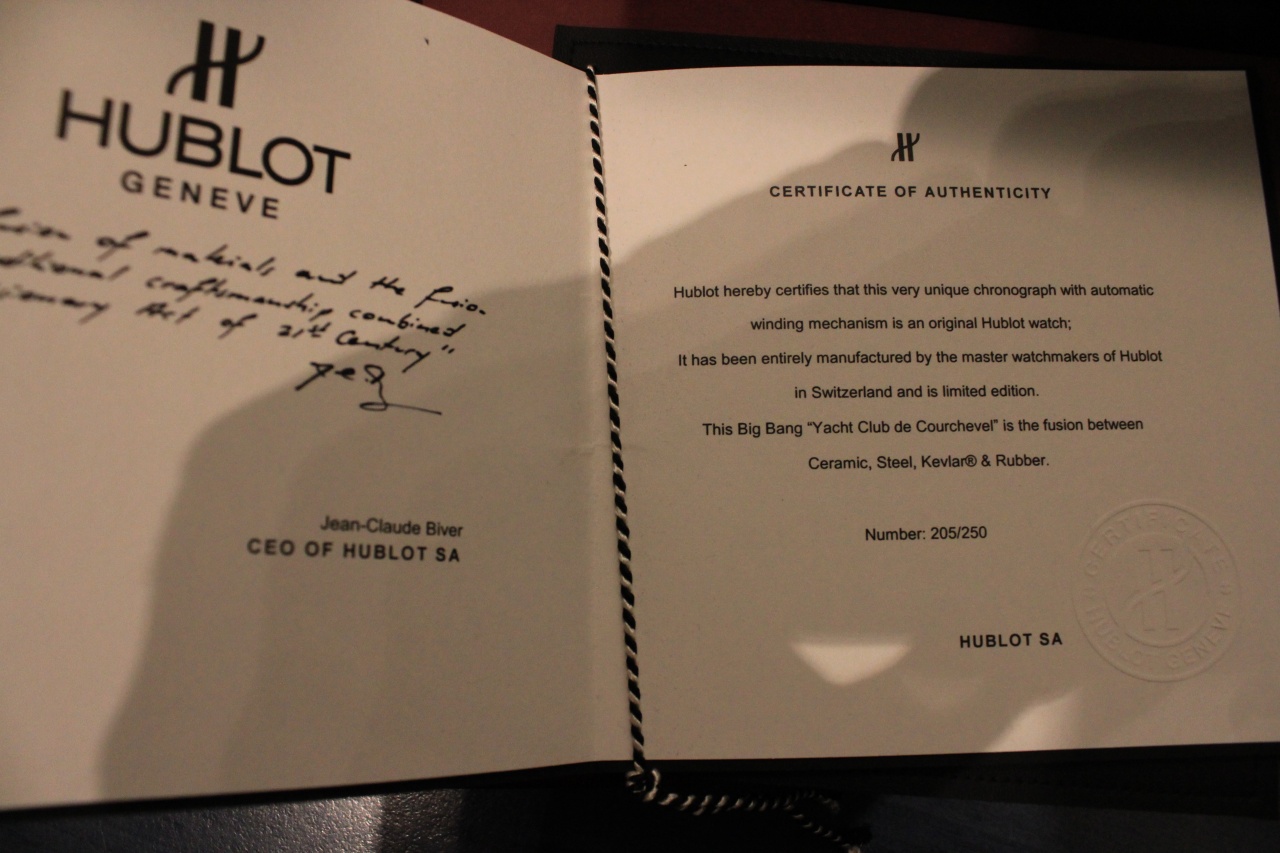 HUBLOT
GENEVE
of materials and the fusion
craftsmanship combined
Act of 21st Century"
Jean-Claude Biver
CEO OF HUBLOT SA
CERTIFICATE OF AUTHENTICITY
Hublot hereby certifies that this very unique chronograph with automatic
winding mechanism is an original Hublot watch;
It has been entirely manufactured by the master watchmakers of Hublot
in Switzerland and is limited edition.
This Big Bang “Yacht Club de Courchevel” is the fusion between
Ceramic, Steel, Kevlar® & Rubber.
Number: 205/250
HUBLOT SA
CERTIFICATE
HUBLOT GENEVE